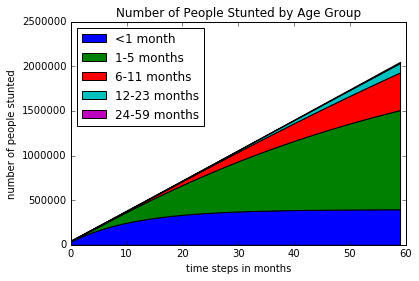 Number of People Stunted by Age Group
2500000
2000000
1500000
1000000
500000
0
number of people stunted
<1 month
1-5 months
6-11 months
12-23 months
24-59 months
0 10 20 30 40 50 60
time steps in months